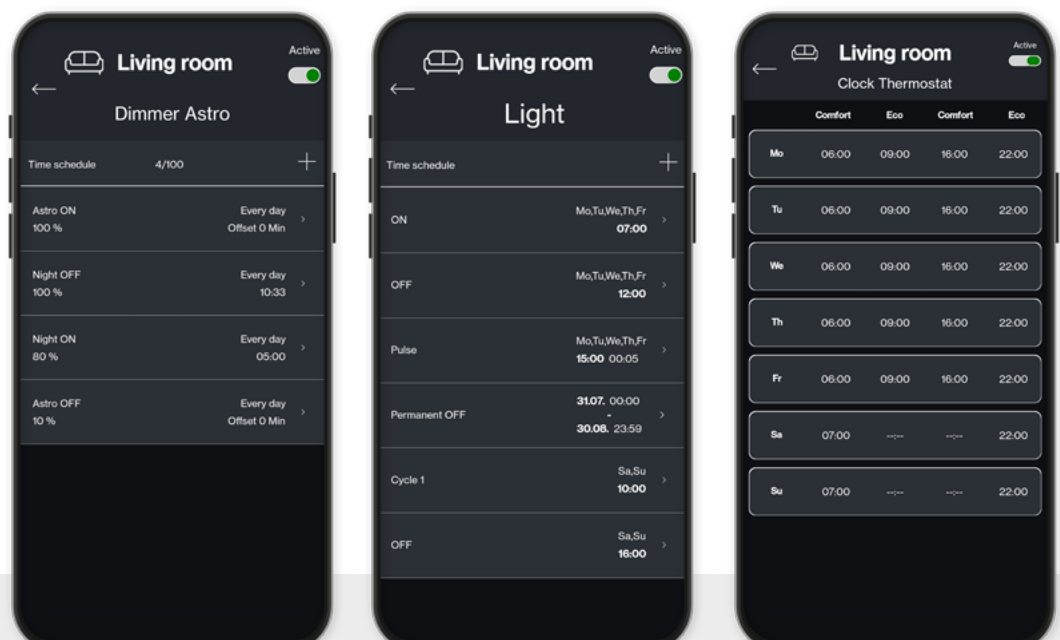 Living room
Active
Dimmer Astro
Time schedule 4/100
Astro ON Every day
100 % Offset 0 Min
Night OFF Every day
100 % 10:33
Night ON Every day
80 % 05:00
Astro OFF Every day
10 % Offset 0 Min
Living room
Active
Light
Time schedule
ON Mo,Tu,We,Th,Fr
07:00
OFF Mo,Tu,We,Th,Fr
12:00
Pulse Mo,Tu,We,Th,Fr
15:00 00:05
Permanent OFF 31.07. 00:00
-
30.08. 23:59
Cycle 1 Sa,Su
10:00
OFF Sa,Su
16:00
Living room
Active
Clock Thermostat
Comfort Eco Comfort Eco
Mo 06:00 09:00 16:00 22:00
Tu 06:00 09:00 16:00 22:00
We 06:00 09:00 16:00 22:00
Th 06:00 09:00 16:00 22:00
Fr 06:00 09:00 16:00 22:00
Sa 07:00 --:-- --:-- 22:00
Su 07:00 --:-- --:-- 22:00